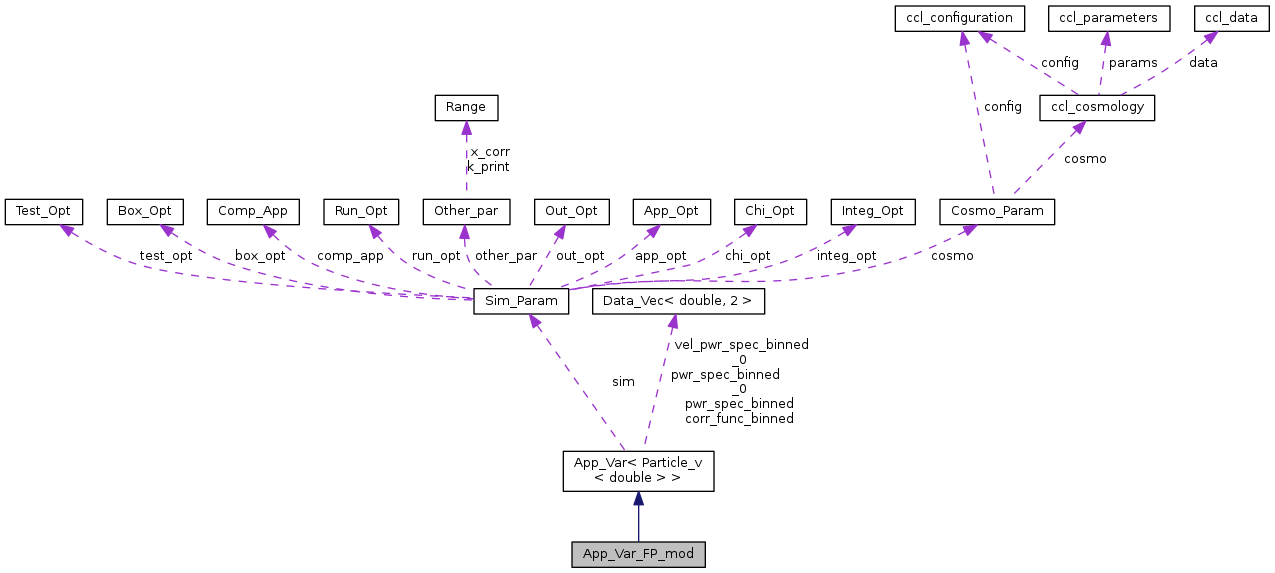 ccl_configuration
ccl_parameters
ccl_data
config
params
data
Range
config
ccl_cosmology
x_corr
k_print
cosmo
Test_Opt
Box_Opt
Comp_App
Run_Opt
Other_par
Out_Opt
App_Opt
Chi_Opt
Integ_Opt
Cosmo_Param
test_opt
box_opt
comp_app
run_opt
other_par
out_opt
app_opt
chi_opt
integ_opt
cosmo
Sim_Param
Data_Vec< double, 2 >
sim
vel_pwr_spec_binned
_0
pwr_spec_binned
_0
pwr_spec_binned
corr_func_binned
App_Var< Particle_v
< double > >
App_Var_FP_mod